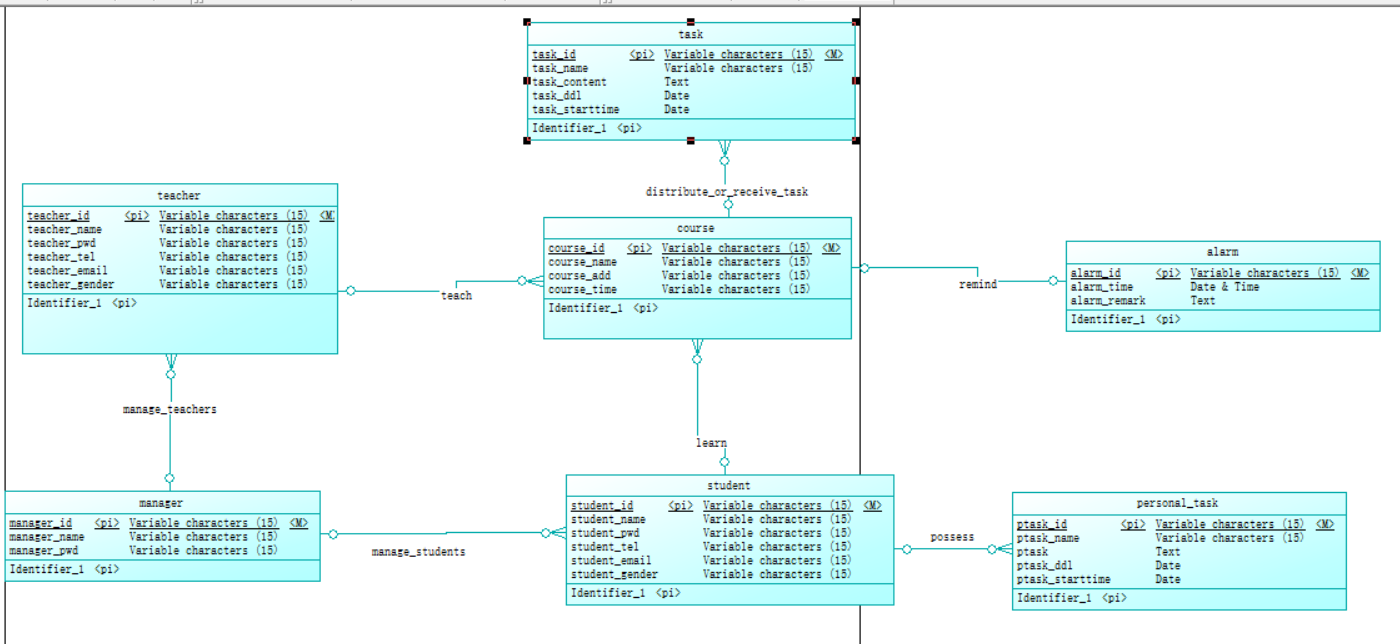 task
task_id <pi> Variable characters (15) <M>
task_name Variable characters (15)
task_content Text
task_ddl Date
task_starttime Date
Identifier_1 <pi>
distribute_or_receive_task
teacher
teacher_id <pi> Variable characters (15) <M
teacher_name Variable characters (15)
teacher_pwd Variable characters (15)
teacher_tel Variable characters (15)
teacher_email Variable characters (15)
teacher_gender Variable characters (15)
Identifier_1 <pi>
teach
course
course_id <pi> Variable characters (15) <M>
course_name Variable characters (15)
course_add Variable characters (15)
course_time Variable characters (15)
Identifier_1 <pi>
remind
alarm
alarm_id <pi> Variable characters (15) <M>
alarm_time Date & Time
alarm_remark Text
Identifier_1 <pi>
manage_teachers
learn
manager
manager_id <pi> Variable characters (15) <M>
manager_name Variable characters (15)
manager_pwd Variable characters (15)
Identifier_1 <pi>
manage_students
student
student_id <pi> Variable characters (15) <M>
student_name Variable characters (15)
student_pwd Variable characters (15)
student_tel Variable characters (15)
student_email Variable characters (15)
student_gender Variable characters (15)
Identifier_1 <pi>
possess
personal_task
ptask_id <pi> Variable characters (15) <M>
ptask_name Variable characters (15)
ptask Text
ptask_ddl Date
ptask_starttime Date
Identifier_1 <pi>